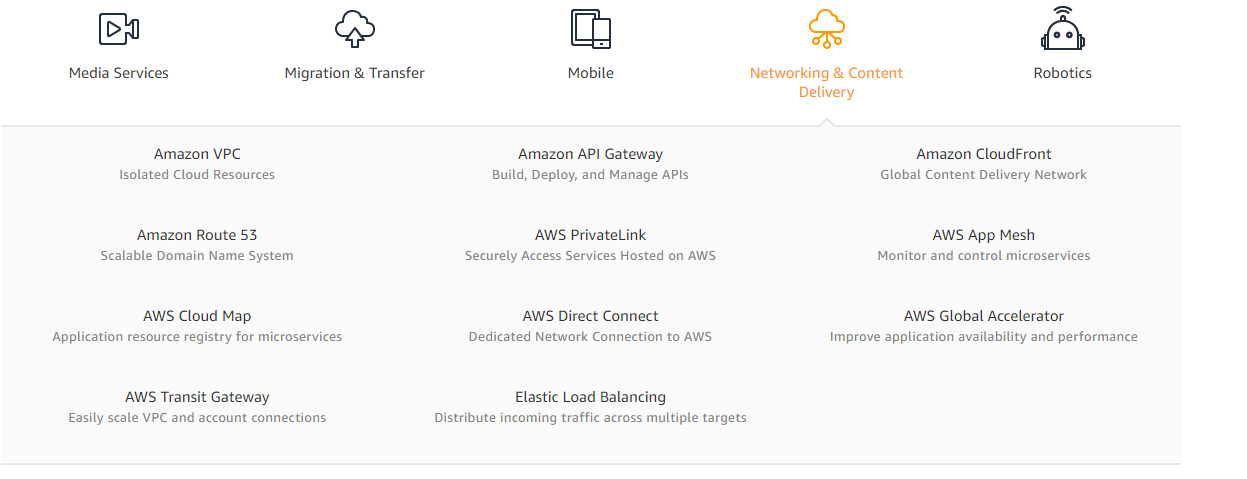 Media Services
Migration & Transfer
Mobile
Networking & Content
Delivery
Robotics
Amazon VPC
Isolated Cloud Resources
Amazon API Gateway
Build, Deploy, and Manage APIs
Amazon CloudFront
Global Content Delivery Network
Amazon Route 53
Scalable Domain Name System
AWS PrivateLink
Securely Access Services Hosted on AWS
AWS App Mesh
Monitor and control microservices
AWS Cloud Map
Application resource registry for microservices
AWS Direct Connect
Dedicated Network Connection to AWS
AWS Global Accelerator
Improve application availability and performance
AWS Transit Gateway
Easily scale VPC and account connections
Elastic Load Balancing
Distribute incoming traffic across multiple targets